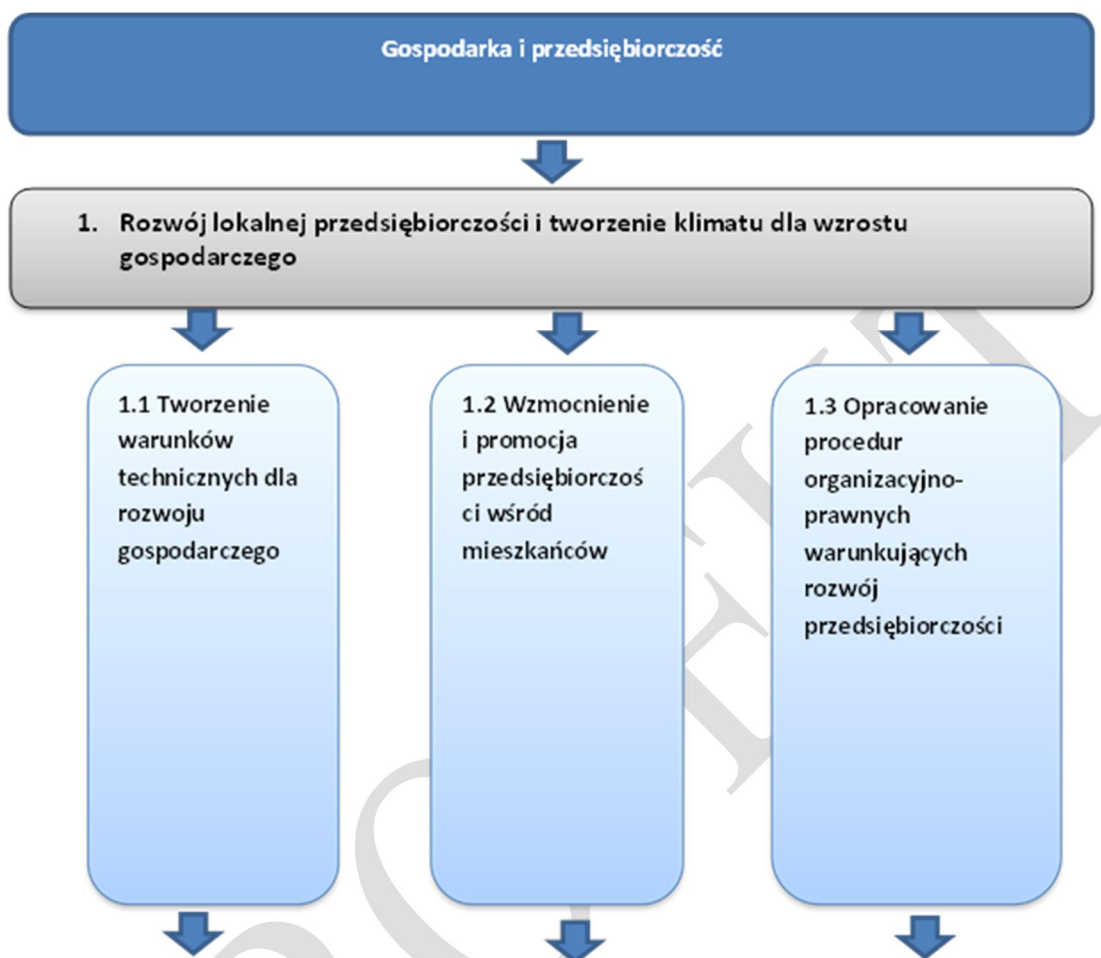 Gospodarka i przedsiębiorczość
1. Rozwój lokalnej przedsiębiorczości i tworzenie klimatu dla wzrostu
gospodarczego
1.1 Tworzenie
warunków
technicznych dla
rozwoju
gospodarczego
1.2 Wzmocnienie
i promocja
przedsiębiorczoś
ci wśród
mieszkańców
1.3 Opracowanie
procedur
organizacyjno-
prawnych
warunkujących
rozwój
przedsiębiorczości